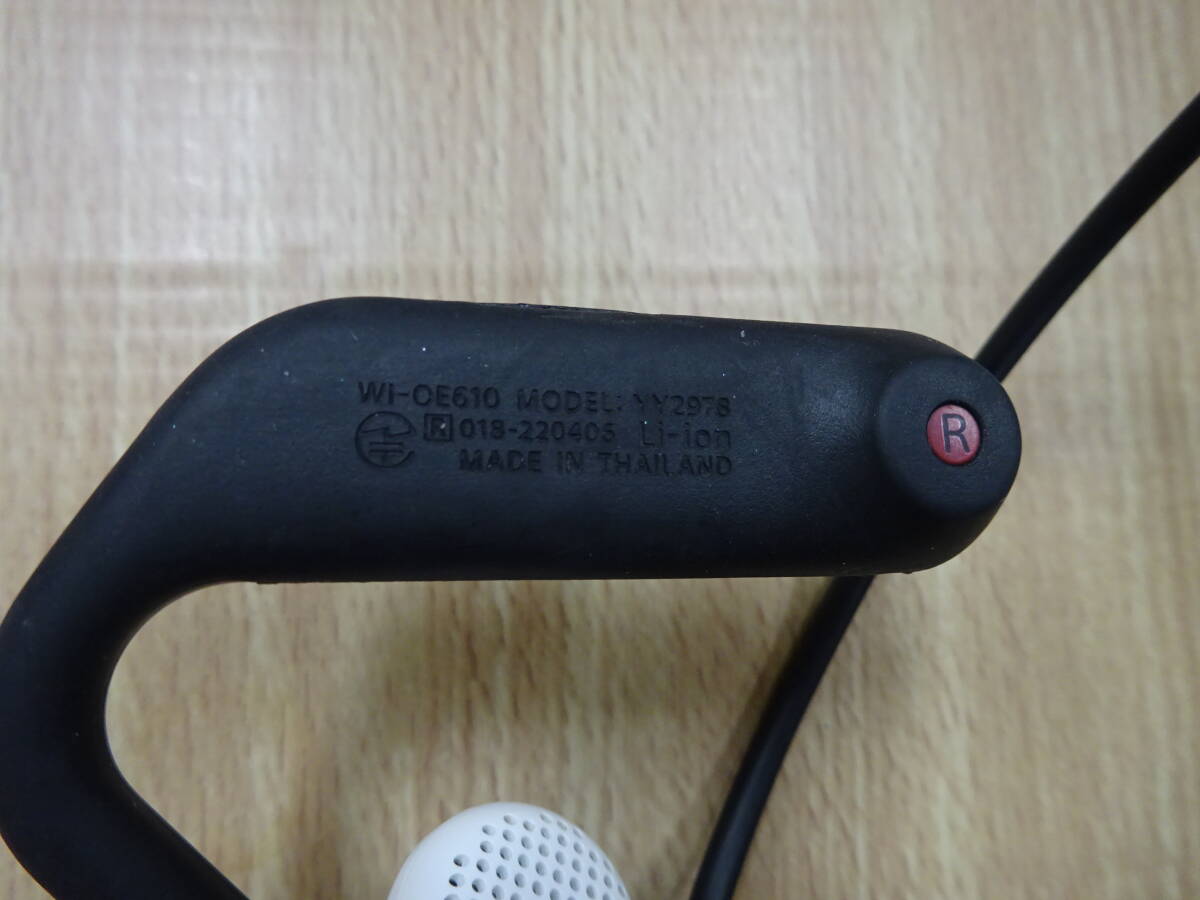 WI-OE610 MODEL: YY2978
R 018-220405 Li-ion
MADE IN THAILAND
R